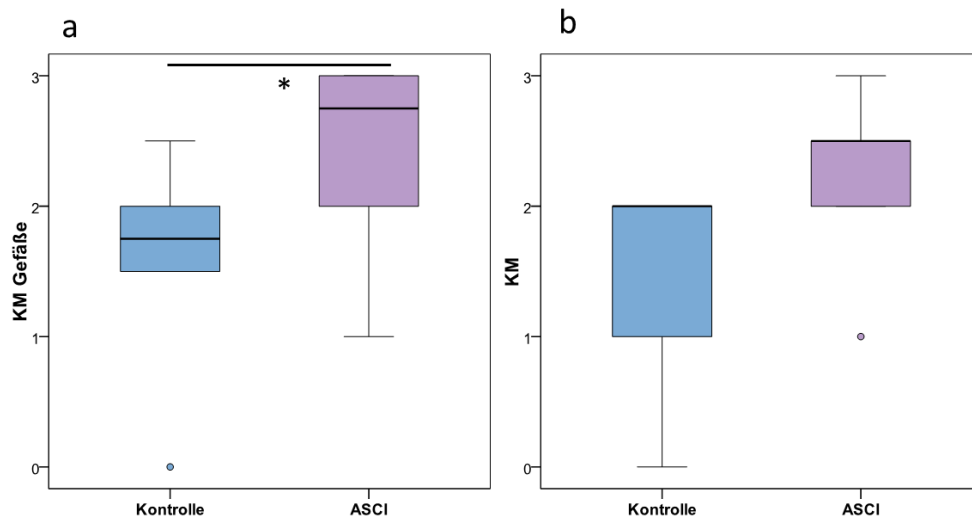 a
KM Gefäße
3
2
1
0
*
Kontrolle
ASCI
b
KM
3
2
1
0
Kontrolle
ASCI